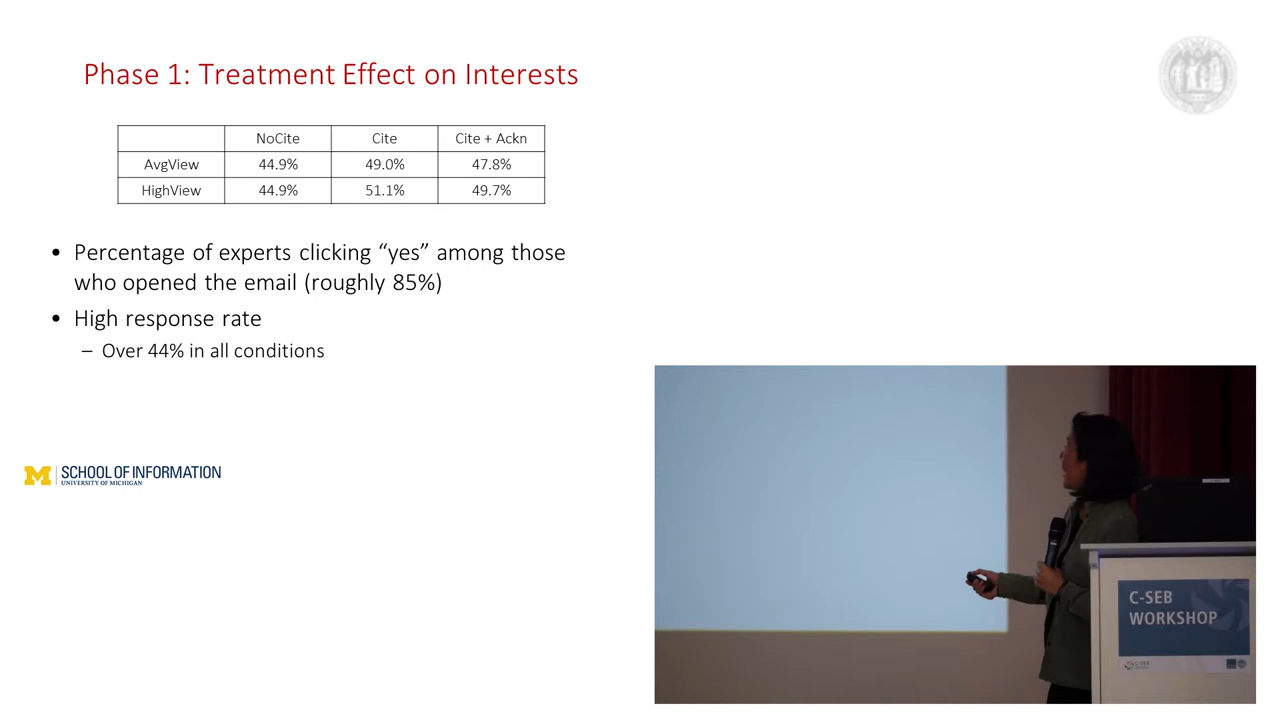 Phase 1: Treatment Effect on Interests
NoCite Cite Cite + Ackn
AvgView 44.9% 49.0% 47.8%
HighView 44.9% 51.1% 49.7%
• Percentage of experts clicking “yes” among those
who opened the email (roughly 85%)
• High response rate
– Over 44% in all conditions
M SCHOOL OF INFORMATION
UNIVERSITY OF MICHIGAN
C-SEB
WORKSHOP